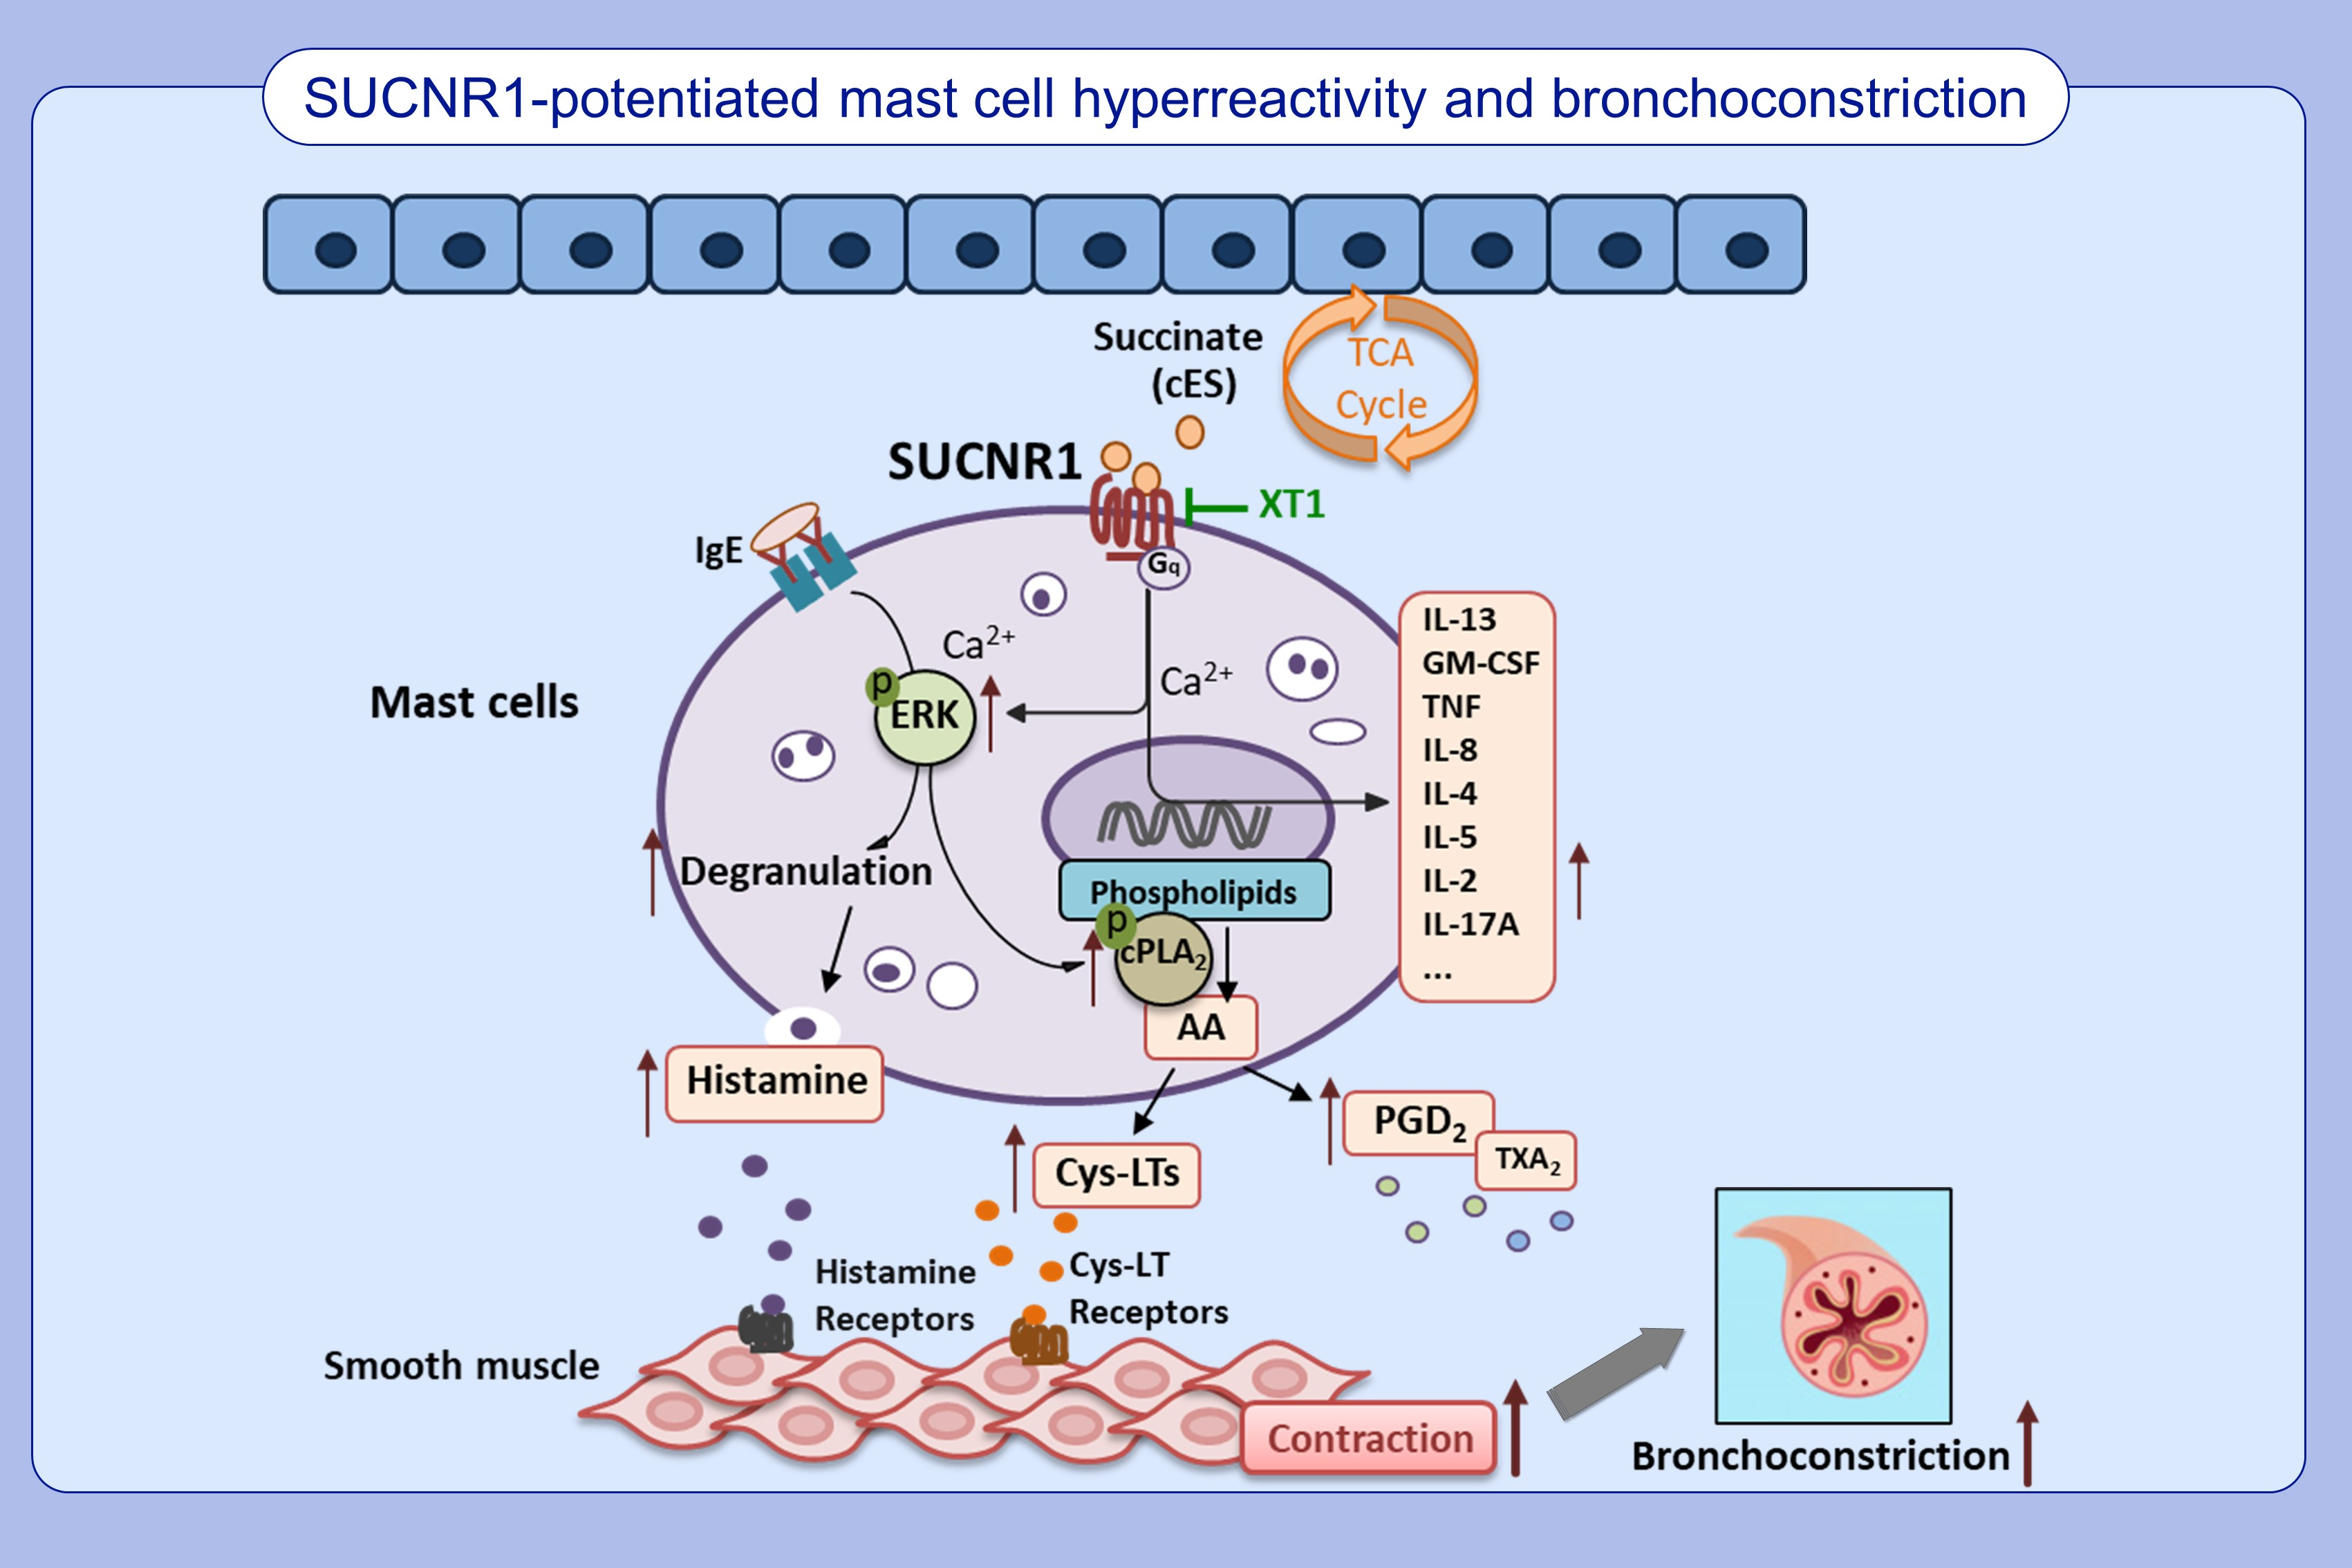 SUCNR1-potentiated mast cell hyperreactivity and bronchoconstriction
Succinate
(cES)
TCA
Cycle
SUCNR1
XT1
IgE
Gq
Ca2+
Ca2+
p
ERK
Mast cells
IL-13
GM-CSF
TNF
IL-8
IL-4
IL-5
IL-2
IL-17A
...
Degranulation
Phospholipids
p
cPLA2
AA
Histamine
PGD2
TXA2
Cys-LTs
Histamine
Receptors
Cys-LT
Receptors
Smooth muscle
Contraction
Bronchoconstriction